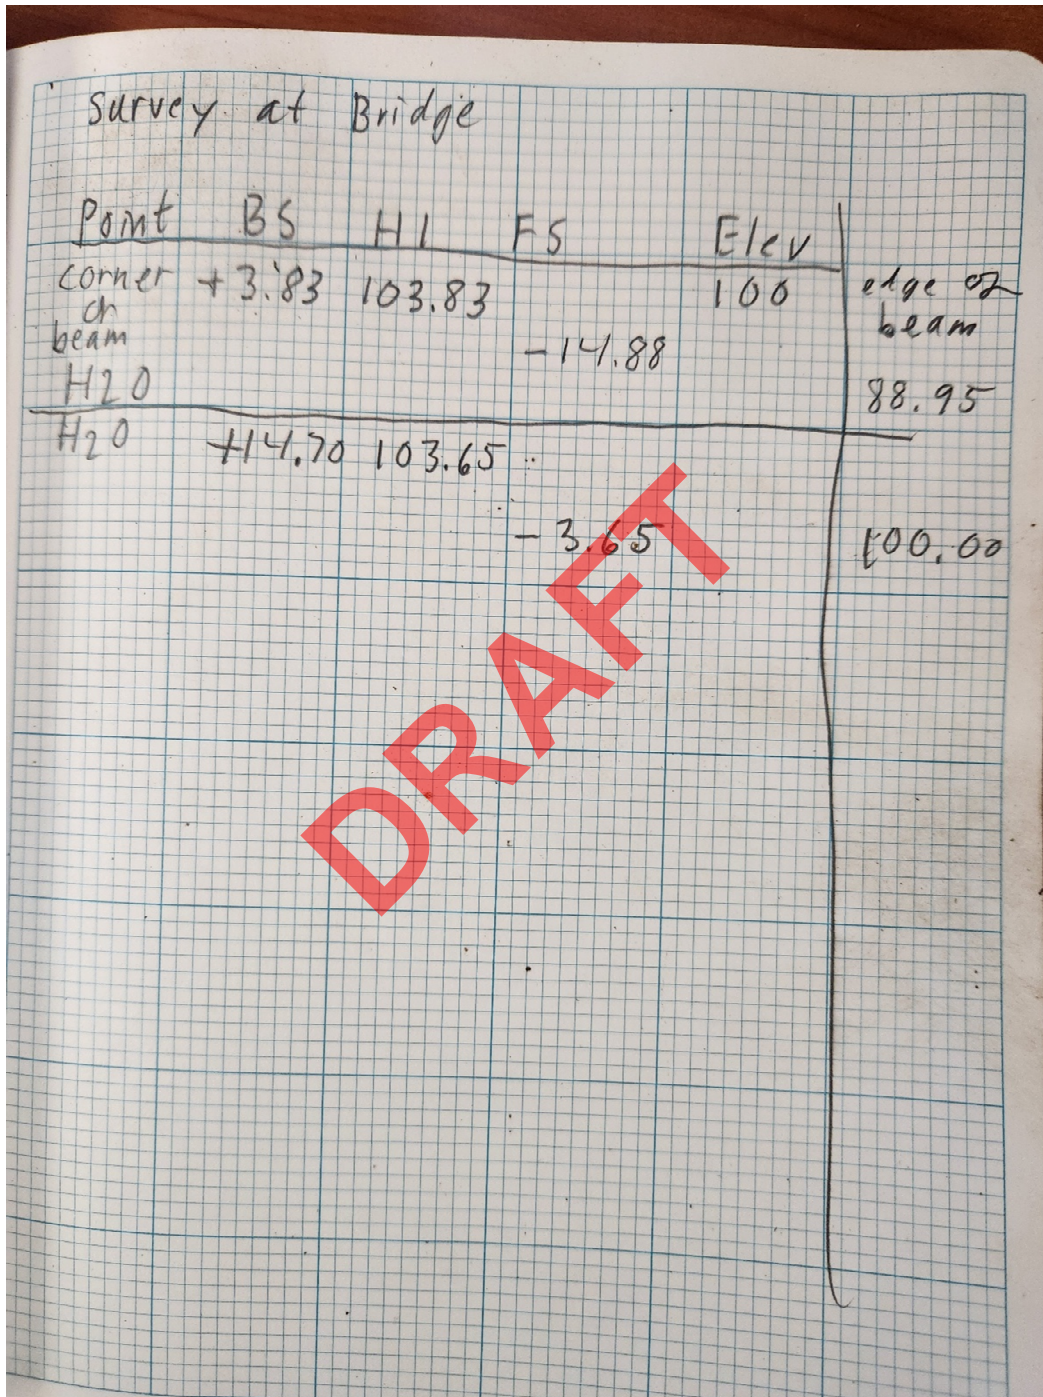 Survey at Bridge
Point BS HI FS Elev
corner +3.83 103.83 100 edge of
on beam
beam -14.88
H2O 88.95
H2O +14.70 103.65
-3.65 100.00
DRAFT